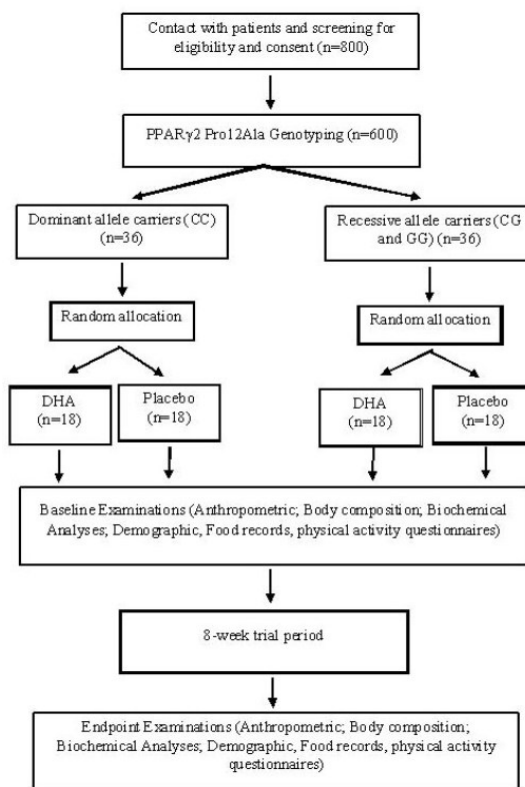 Contact with patients and screening for
eligibility and consent (n=800)
PPARγ2 Pro12Ala Genotyping (n=600)
Dominant allele carriers (CC)
(n=36)
Recessive allele carriers (CG
and GG) (n=36)
Random allocation
Random allocation
DHA
(n=18)
Placebo
(n=18)
DHA
(n=18)
Placebo
(n=18)
Baseline Examinations (Anthropometric; Body composition; Biochemical
Analyses; Demographic, Food records, physical activity questionnaires)
8-week trial period
Endpoint Examinations (Anthropometric; Body composition;
Biochemical Analyses; Demographic, Food records, physical activity
questionnaires)